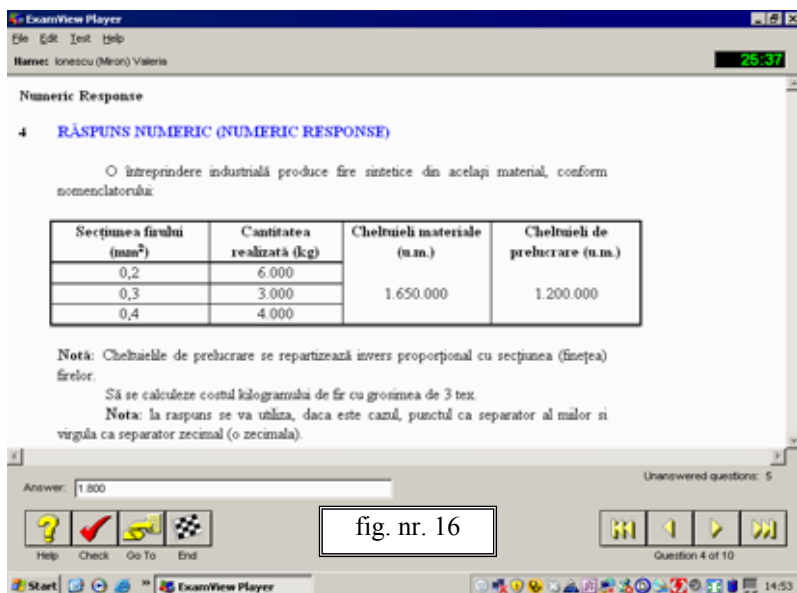 ExamView Player
File Edit Test Help
Name: Ionescu (Miron) Valeria
25:37
Numeric Response
4 RĂSPUNS NUMERIC (NUMERIC RESPONSE)
O întreprindere industrială produce fire sintetice din același material, conform
nomenclatorului:
Secțiunea firului (mm²) Cantitatea realizată (kg) Cheltuieli materiale (u.m.) Cheltuieli de prelucrare (u.m.)
0,2 6.000
0,3 3.000 1.650.000 1.200.000
0,4 4.000
Notă: Cheltuielile de prelucrare se repartizează invers proporțional cu secțiunea (finețea)
firelor.
Să se calculeze costul kilogramului de fir cu grosimea de 3 tex.
Nota: la raspuns se va utiliza, daca este cazul, punctul ca separator al miilor si
virgula ca separator zecimal (o zecimala).
Unanswered questions: 5
Answer: 1.800
fig. nr. 16
Help Check Go To End
Question 4 of 10
Start ExamView Player 14:53